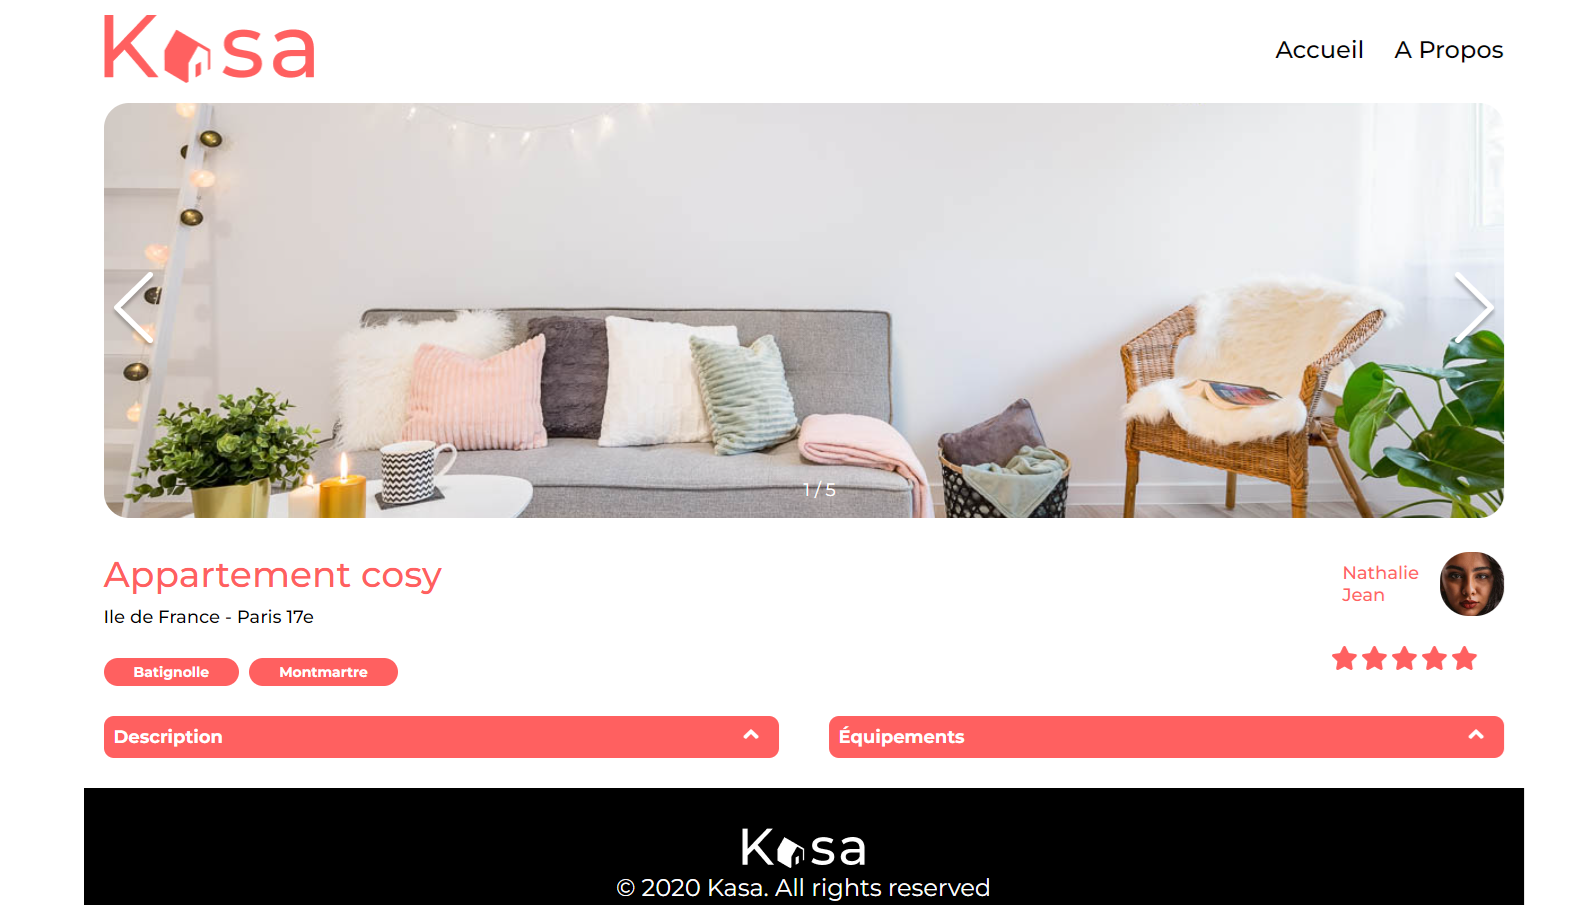 Kasa
Accueil A Propos
1 / 5
Appartement cosy
Nathalie
Jean
Ile de France - Paris 17e
Batignolle Montmartre
Description
Équipements
Kasa
© 2020 Kasa. All rights reserved